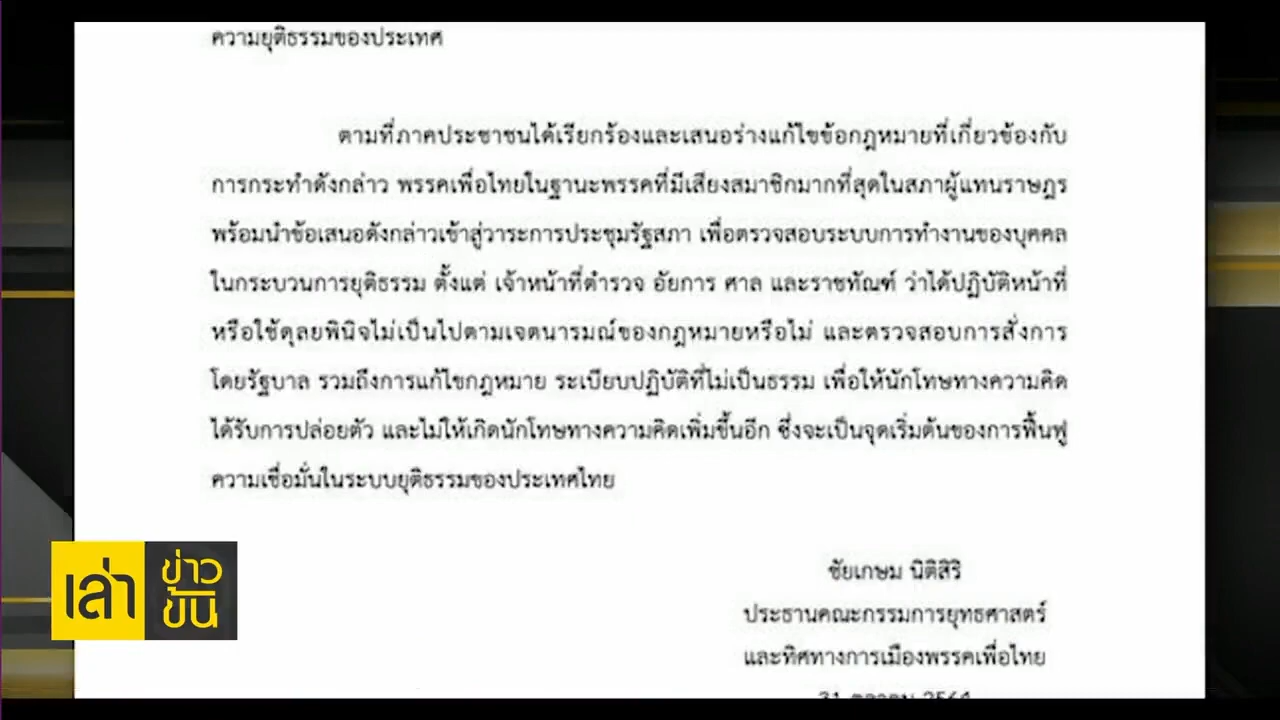 ความยุติธรรมของประเทศ
ตามที่ภาคประชาชนได้เรียกร้องและเสนอร่างแก้ไขข้อกฎหมายที่เกี่ยวข้องกับ
การกระทำดังกล่าว พรรคเพื่อไทยในฐานะพรรคที่มีเสียงสมาชิกมากที่สุดในสภาผู้แทนราษฎร
พร้อมนำข้อเสนอดังกล่าวเข้าสู่วาระการประชุมรัฐสภา เพื่อตรวจสอบระบบการทำงานของบุคคล
ในกระบวนการยุติธรรม ตั้งแต่ เจ้าหน้าที่ตำรวจ อัยการ ศาล และราชทัณฑ์ ว่าได้ปฏิบัติหน้าที่
หรือใช้ดุลยพินิจไม่เป็นไปตามเจตนารมณ์ของกฎหมายหรือไม่ และตรวจสอบการสั่งการ
โดยรัฐบาล รวมถึงการแก้ไขกฎหมาย ระเบียบปฏิบัติที่ไม่เป็นธรรม เพื่อให้นักโทษทางความคิด
ได้รับการปล่อยตัว และไม่ให้เกิดนักโทษทางความคิดเพิ่มขึ้นอีก ซึ่งจะเป็นจุดเริ่มต้นของการฟื้นฟู
ความเชื่อมั่นในระบบยุติธรรมของประเทศไทย
ชัยเกษม นิติสิริ
ประธานคณะกรรมการยุทธศาสตร์
และทิศทางการเมืองพรรคเพื่อไทย
31 ตุลาคม 2564
เล่า
ข่าว
ข้น